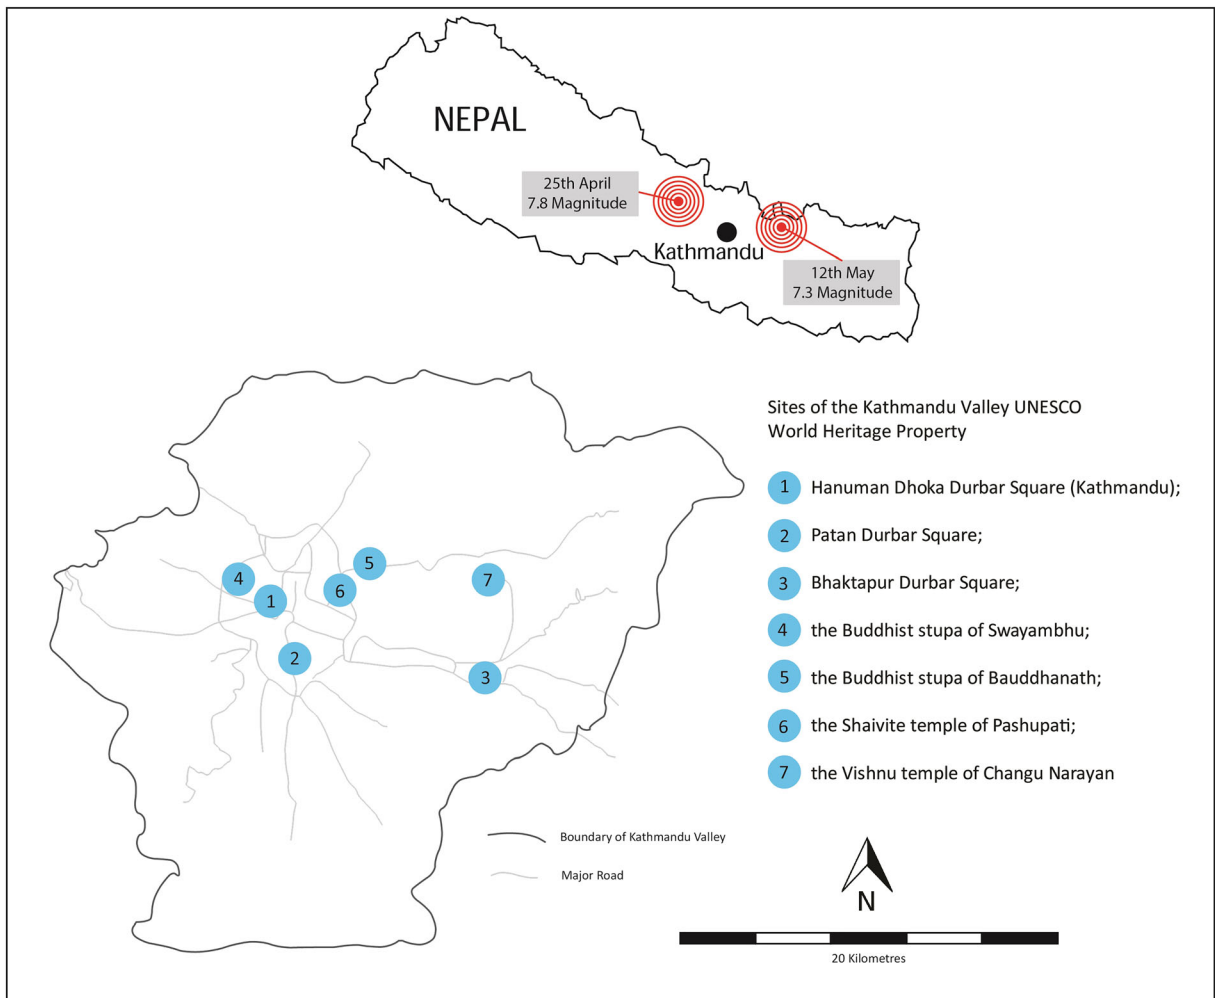 NEPAL
25th April
7.8 Magnitude
Kathmandu
12th May
7.3 Magnitude
Sites of the Kathmandu Valley UNESCO
World Heritage Property
1 Hanuman Dhoka Durbar Square (Kathmandu);
2 Patan Durbar Square;
3 Bhaktapur Durbar Square;
4 the Buddhist stupa of Swayambhu;
5 the Buddhist stupa of Bauddhanath;
6 the Shaivite temple of Pashupati;
7 the Vishnu temple of Changu Narayan
5
4
7
6
1
2
3
Boundary of Kathmandu Valley
Major Road
N
20 Kilometres